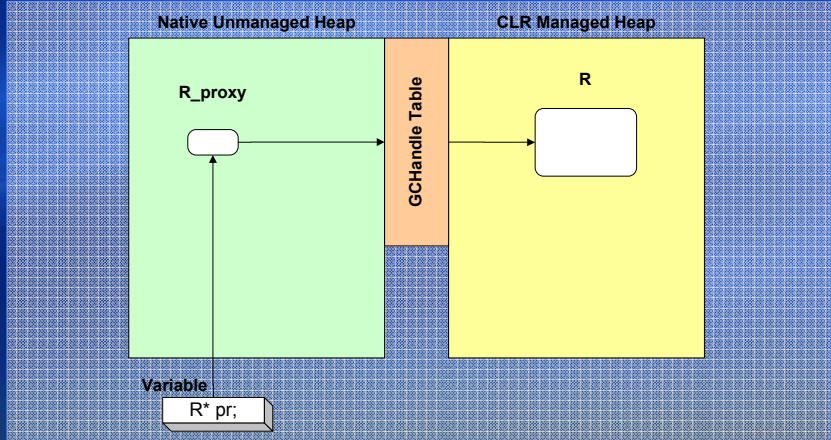 Native Unmanaged Heap
CLR Managed Heap
R_proxy
GCHandle Table
R
Variable
R* pr;